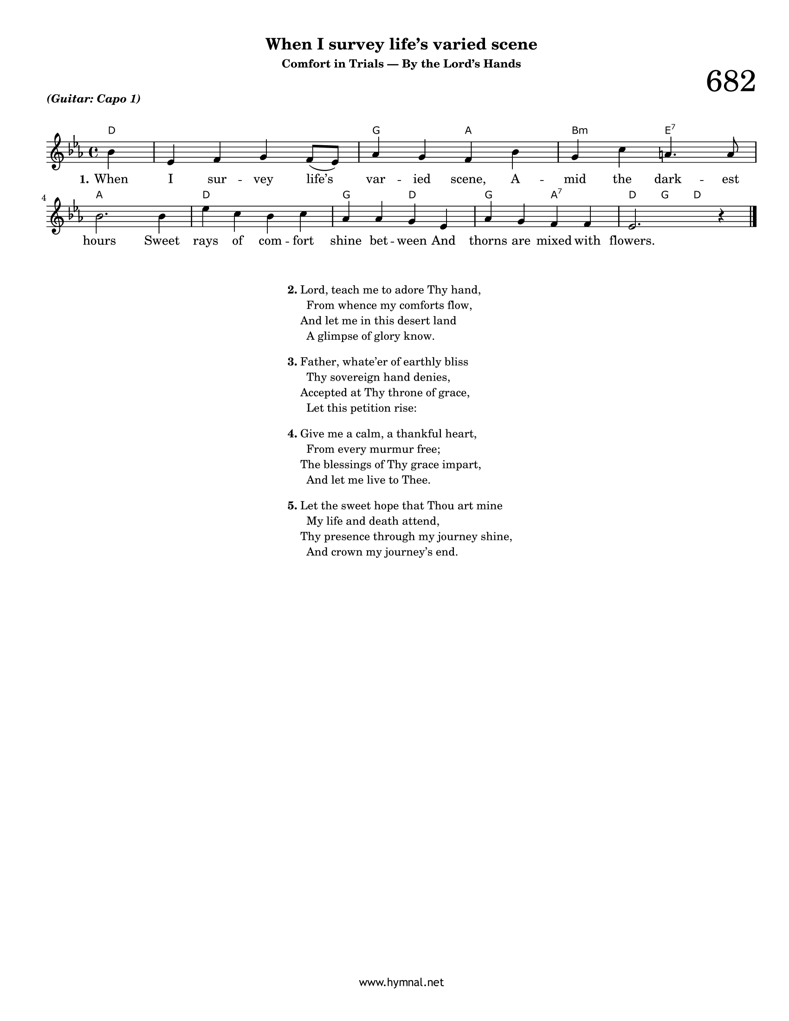 When I survey life’s varied scene
Comfort in Trials — By the Lord’s Hands
682
(Guitar: Capo 1)
D G A Bm E7
1. When I sur - vey life’s var - ied scene, A - mid the dark - est
4
A D G D G A7 D G D
hours Sweet rays of com - fort shine bet - ween And thorns are mixed with flowers.
2. Lord, teach me to adore Thy hand,
From whence my comforts flow,
And let me in this desert land
A glimpse of glory know.
3. Father, whate’er of earthly bliss
Thy sovereign hand denies,
Accepted at Thy throne of grace,
Let this petition rise:
4. Give me a calm, a thankful heart,
From every murmur free;
The blessings of Thy grace impart,
And let me live to Thee.
5. Let the sweet hope that Thou art mine
My life and death attend,
Thy presence through my journey shine,
And crown my journey’s end.
www.hymnal.net